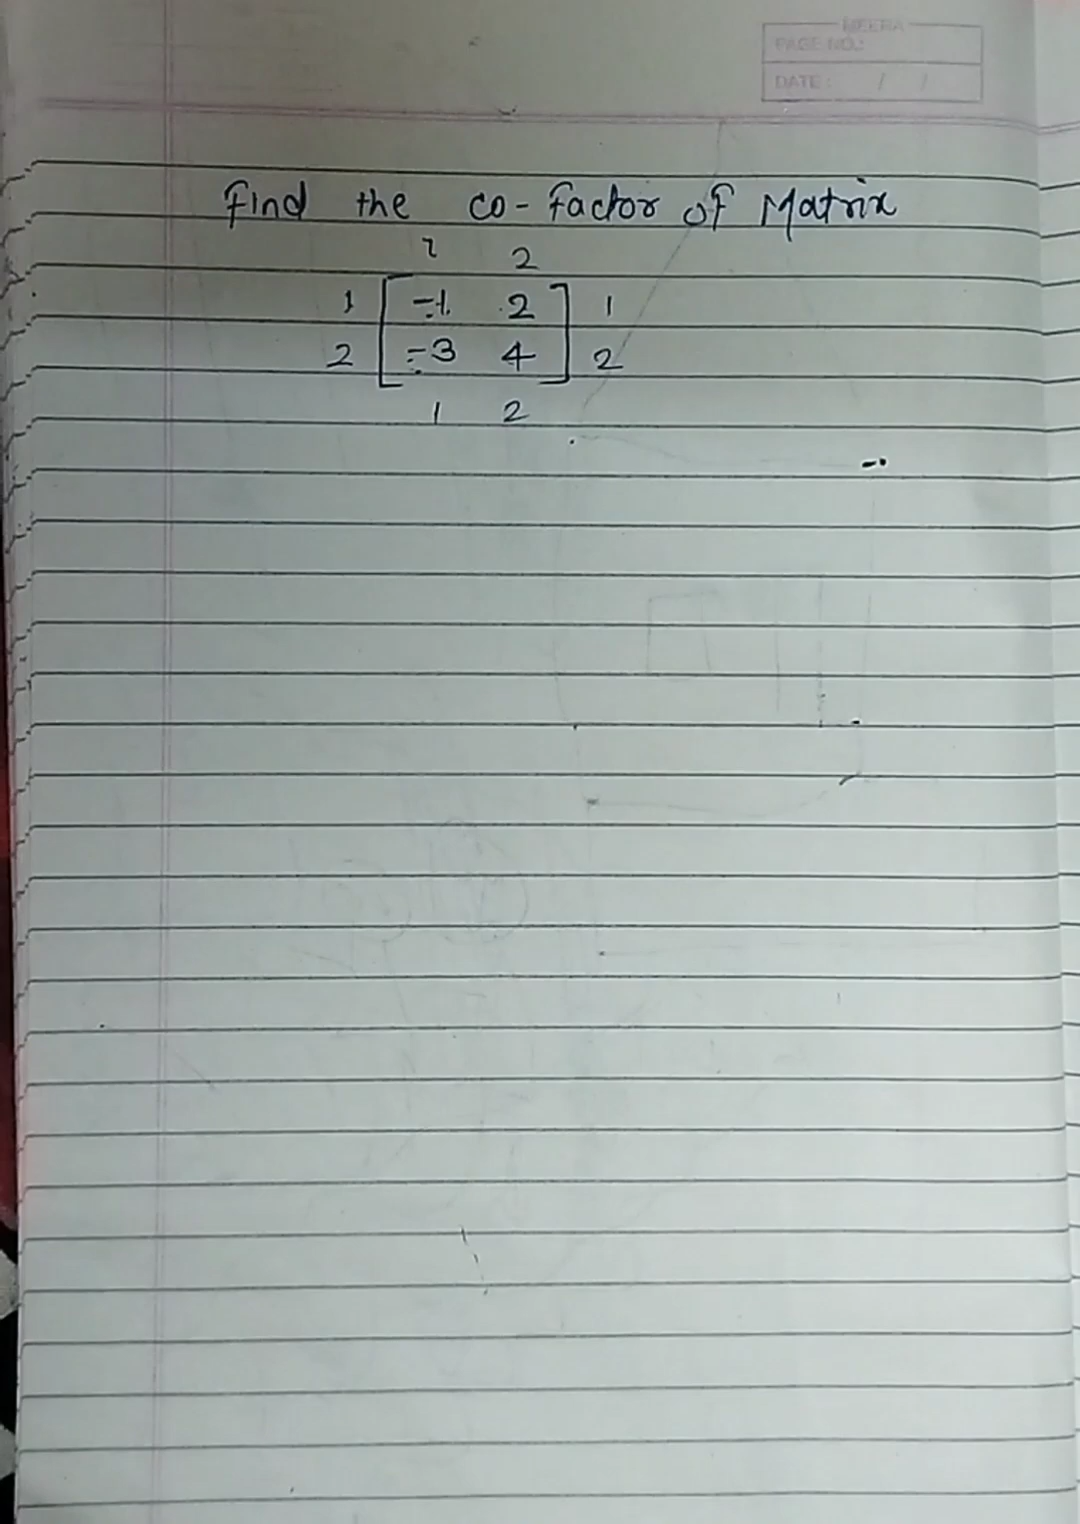 NEERA
PAGE NO.:
DATE: / /
Find the co-factor of Matrix
1 2
1 [ -1 2 ] 1
2 [ -3 4 ] 2
1 2